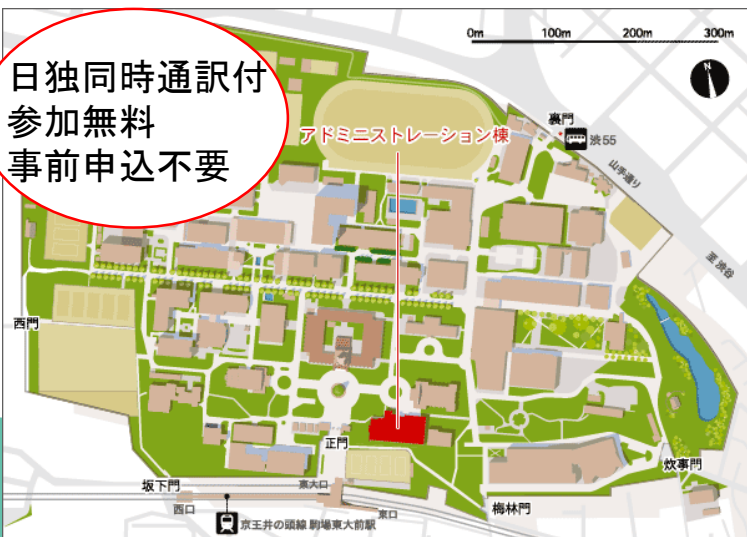 日独同時通訳付
参加無料
事前申込不要
0m 100m 200m 300m
N
裏門
渋55
アドミニストレーション棟
山手通り
至 渋谷
西門
正門
炊事門
坂下門
東大口
西口
東口
梅林門
京王井の頭線 駒場東大前駅